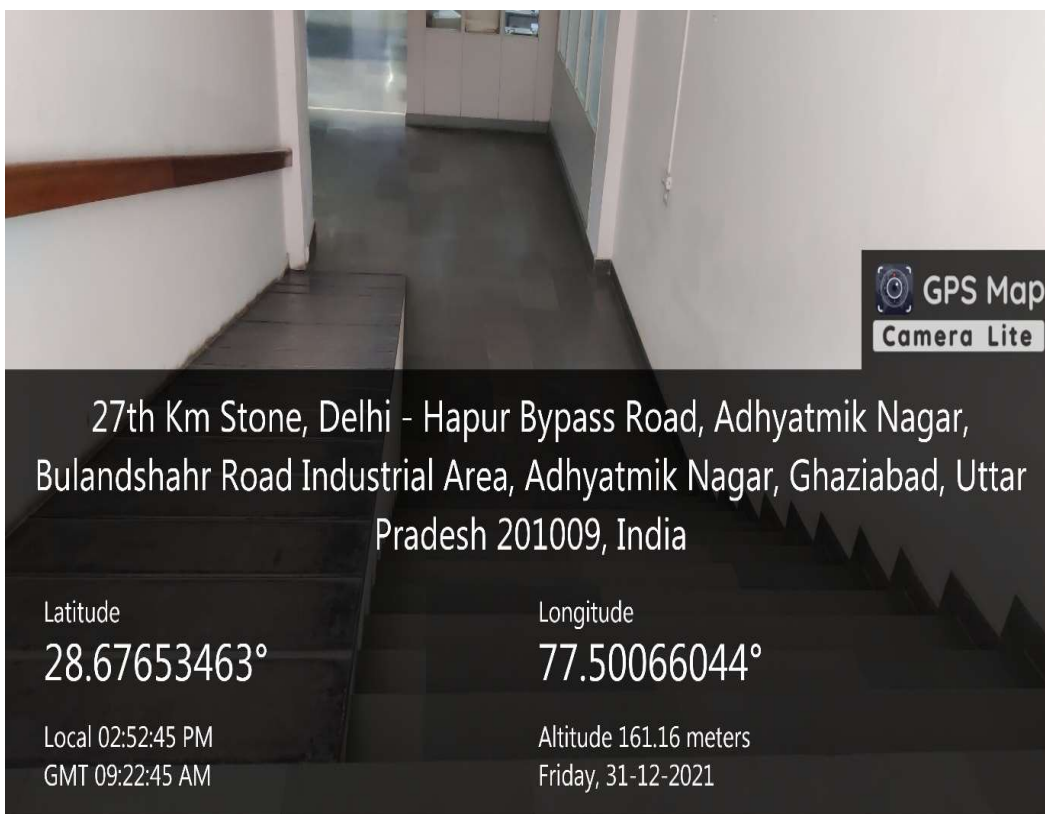 GPS Map
Camera Lite
27th Km Stone, Delhi - Hapur Bypass Road, Adhyatmik Nagar,
Bulandshahr Road Industrial Area, Adhyatmik Nagar, Ghaziabad, Uttar
Pradesh 201009, India
Latitude
28.67653463°
Longitude
77.50066044°
Local 02:52:45 PM
GMT 09:22:45 AM
Altitude 161.16 meters
Friday, 31-12-2021